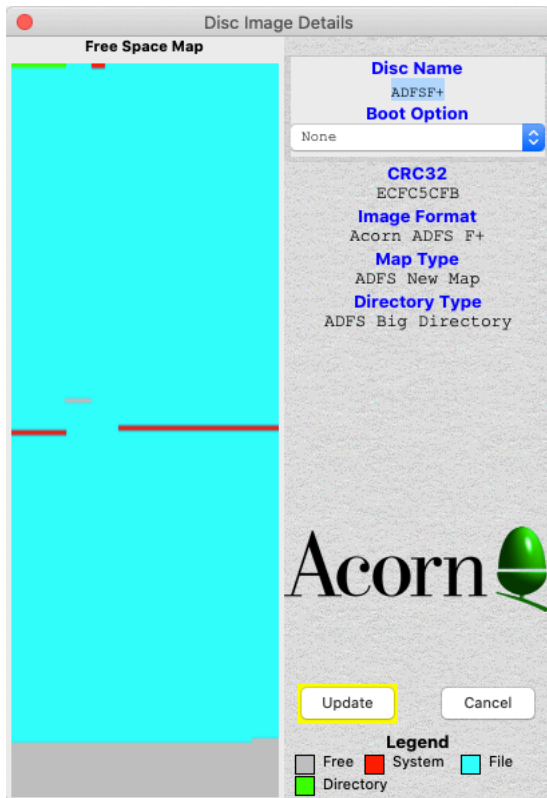 Disc Image Details
Free Space Map
Disc Name
ADFSF+
Boot Option
None
CRC32
ECFC5CFB
Image Format
Acorn ADFS F+
Map Type
ADFS New Map
Directory Type
ADFS Big Directory
Acorn
Update Cancel
Legend
Free System File
Directory